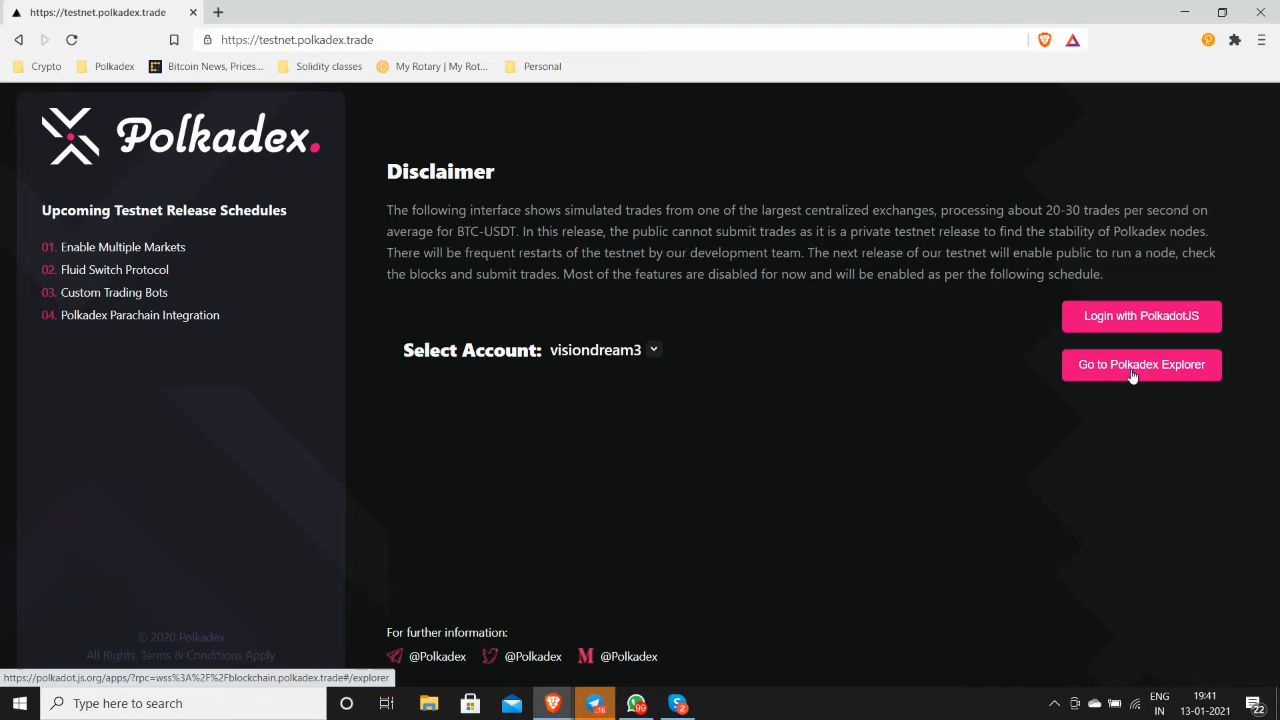 https://testnet.polkadex.trade
https://testnet.polkadex.trade
Crypto
Polkadex
Bitcoin News, Prices...
Solidity classes
My Rotary | My Rot...
Personal
Polkadex.
Upcoming Testnet Release Schedules
01. Enable Multiple Markets
02. Fluid Switch Protocol
03. Custom Trading Bots
04. Polkadex Parachain Integration
© 2020 Polkadex
All Rights, Terms & Conditions Apply
Disclaimer
The following interface shows simulated trades from one of the largest centralized exchanges, processing about 20-30 trades per second on
average for BTC-USDT. In this release, the public cannot submit trades as it is a private testnet release to find the stability of Polkadex nodes.
There will be frequent restarts of the testnet by our development team. The next release of our testnet will enable public to run a node, check
the blocks and submit trades. Most of the features are disabled for now and will be enabled as per the following schedule.
Login with PolkadotJS
Select Account: visiondream3
Go to Polkadex Explorer
For further information:
@Polkadex @Polkadex M @Polkadex
https://polkadot.js.org/apps/?rpc=wss%3A%2F%2Fblockchain.polkadex.trade#/explorer
Type here to search
16
99
2
ENG
IN
19:41
13-01-2021
22